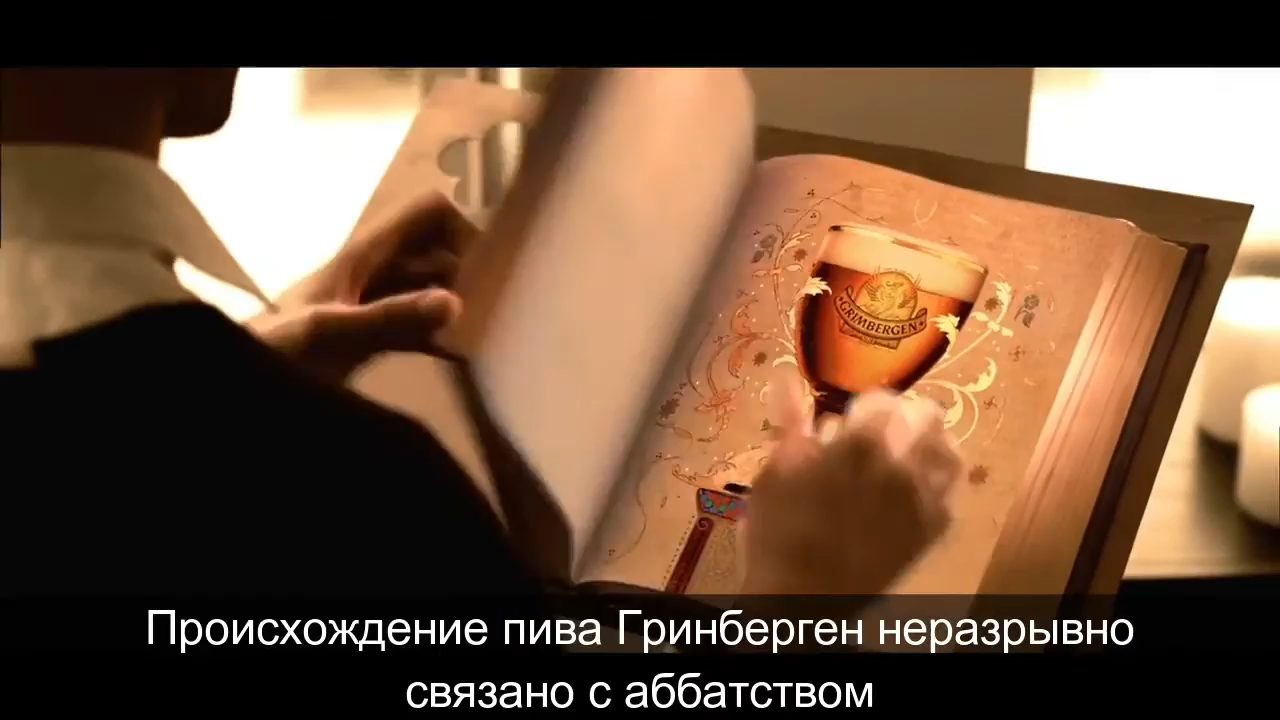 GRIMBERGEN
Происхождение пива Гринберген неразрывно
связано с аббатством